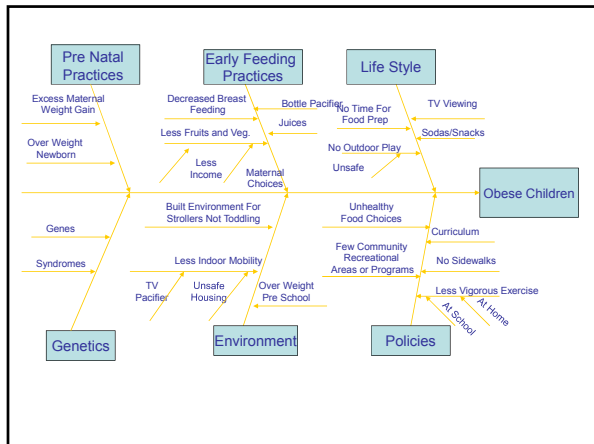 Pre Natal
Practices
Early Feeding
Practices
Life Style
Excess Maternal
Weight Gain
Over Weight
Newborn
Decreased Breast
Feeding
Bottle Pacifier
Juices
Less Fruits and Veg.
Less
Income
Maternal
Choices
TV Viewing
No Time For
Food Prep
Sodas/Snacks
No Outdoor Play
Unsafe
Obese Children
Genes
Syndromes
Built Environment For
Strollers Not Toddling
Less Indoor Mobility
TV
Pacifier
Unsafe
Housing
Over Weight
Pre School
Unhealthy
Food Choices
Curriculum
Few Community
Recreational
Areas or Programs
No Sidewalks
Less Vigorous Exercise
At School
At Home
Genetics
Environment
Policies